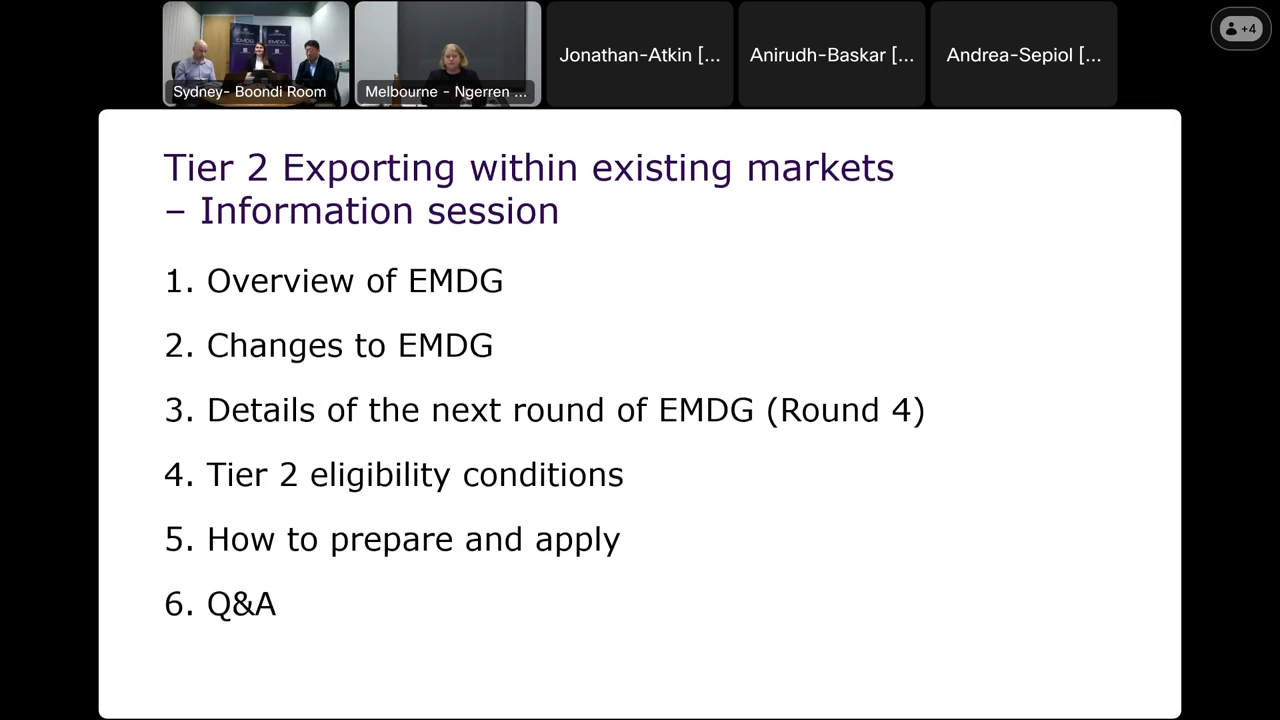 EMDG
EMDG
Sydney- Boondi Room
Melbourne - Ngerren ...
Jonathan-Atkin [...
Anirudh-Baskar [...
Andrea-Sepiol [...
+4
Tier 2 Exporting within existing markets
– Information session
1. Overview of EMDG
2. Changes to EMDG
3. Details of the next round of EMDG (Round 4)
4. Tier 2 eligibility conditions
5. How to prepare and apply
6. Q&A